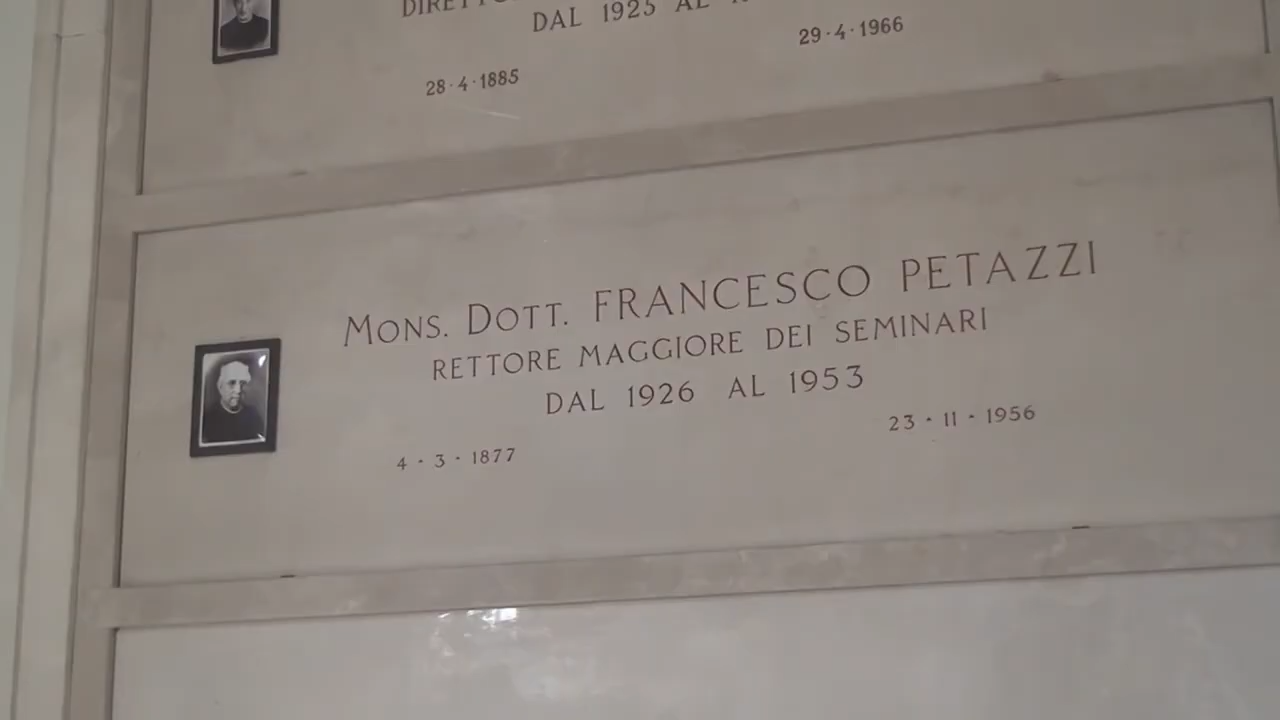 DAL 1925 AL
29·4·1966
28·4·1885
MONS. DOTT. FRANCESCO PETAZZI
RETTORE MAGGIORE DEI SEMINARI
DAL 1926 AL 1953
23·11·1956
4·3·1877